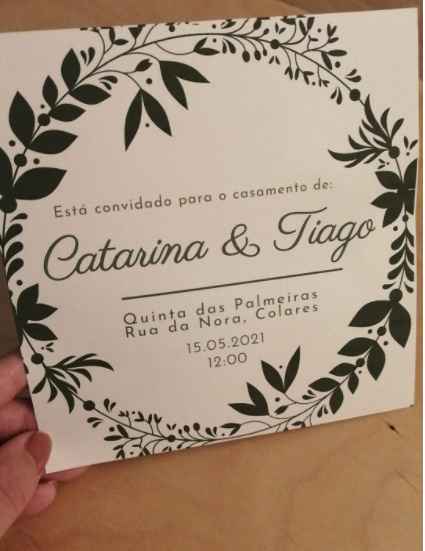 Está convidado para o casamento de:
Catarina & Tiago
Quinta das Palmeiras
Rua da Nora, Colares
15.05.2021
12:00